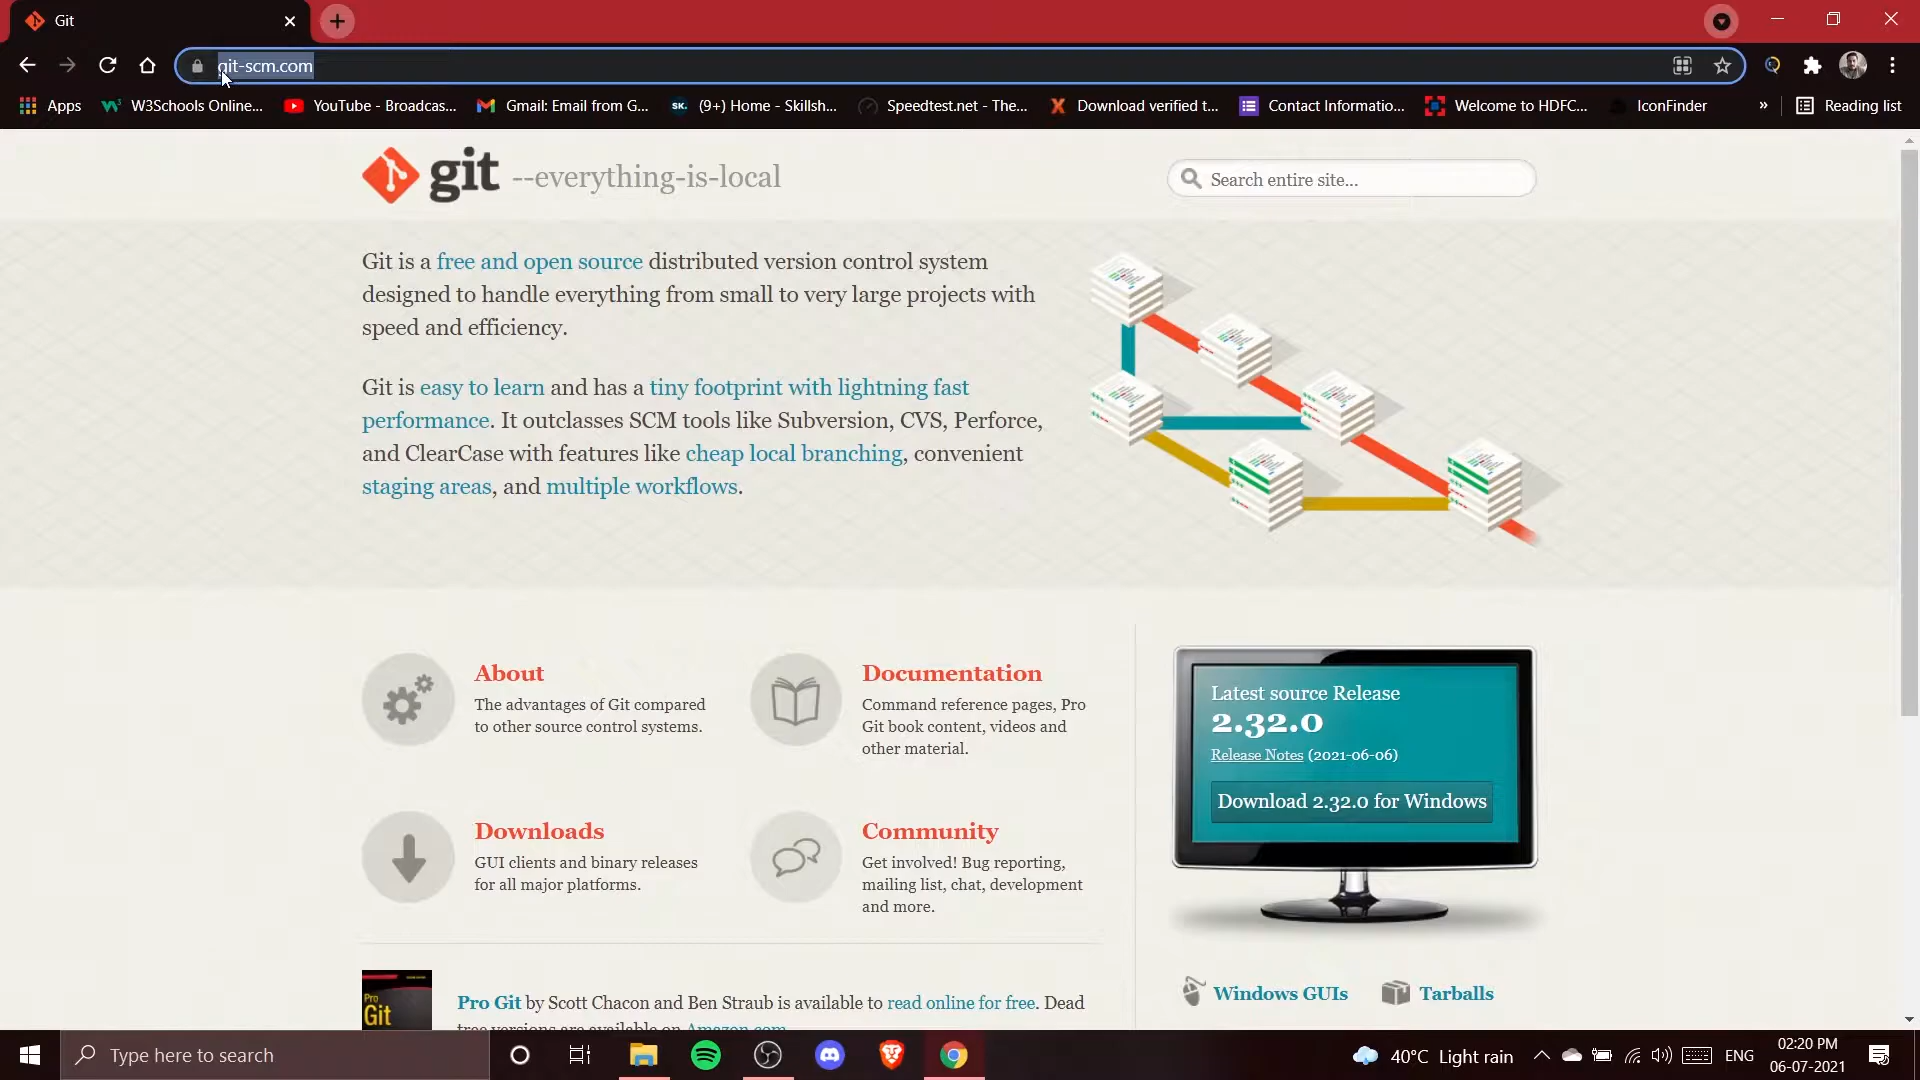 Git
git-scm.com
Apps
W3Schools Online...
YouTube - Broadcas...
Gmail: Email from G...
SK.
(9+) Home - Skillsh...
Speedtest.net - The...
Download verified t...
Contact Informatio...
Welcome to HDFC...
IconFinder
»
Reading list
git --everything-is-local
Search entire site...
Git is a free and open source distributed version control system
designed to handle everything from small to very large projects with
speed and efficiency.
Git is easy to learn and has a tiny footprint with lightning fast
performance. It outclasses SCM tools like Subversion, CVS, Perforce,
and ClearCase with features like cheap local branching, convenient
staging areas, and multiple workflows.
About
The advantages of Git compared
to other source control systems.
Documentation
Command reference pages, Pro
Git book content, videos and
other material.
Downloads
GUI clients and binary releases
for all major platforms.
Community
Get involved! Bug reporting,
mailing list, chat, development
and more.
Latest source Release
2.32.0
Release Notes (2021-06-06)
Download 2.32.0 for Windows
Windows GUIs
Tarballs
Pro
Git
Pro Git by Scott Chacon and Ben Straub is available to read online for free. Dead
tree versions are available on Amazon.com.
Type here to search
40°C Light rain
ENG
02:20 PM
06-07-2021